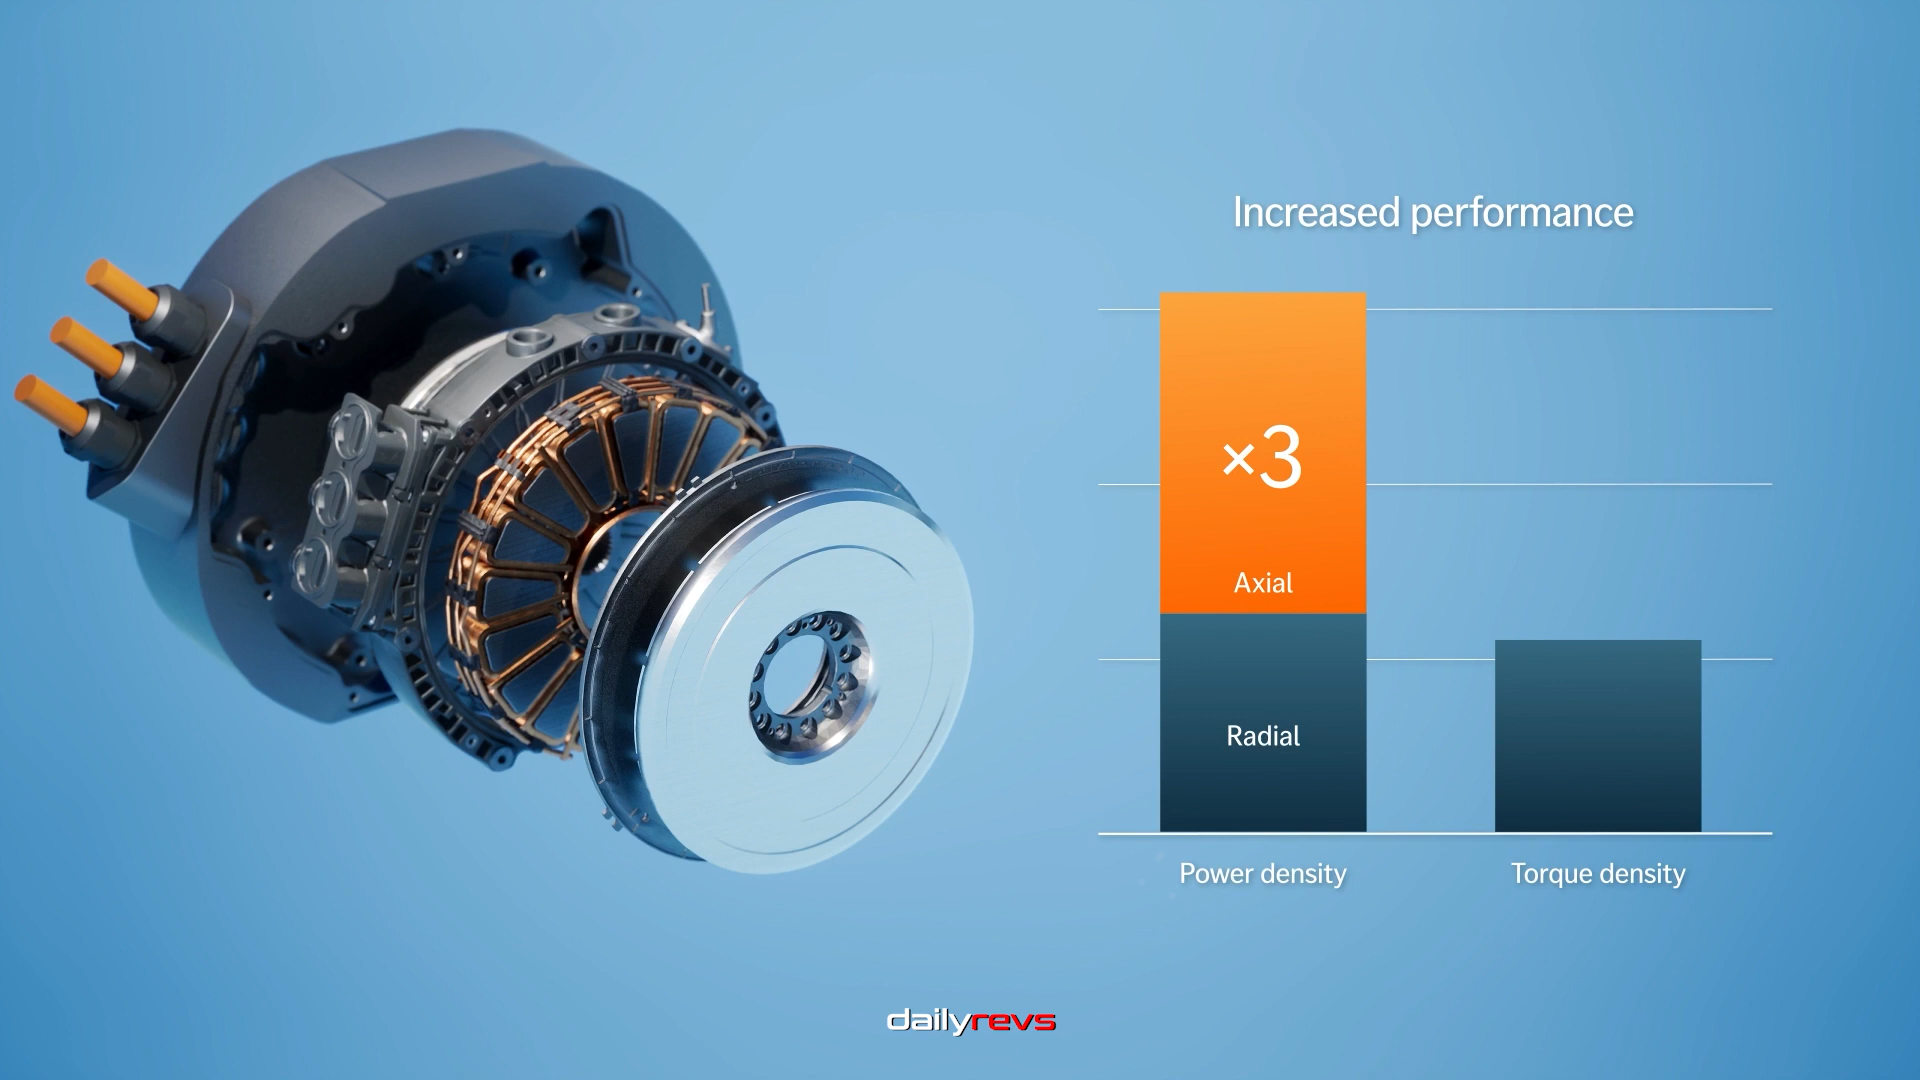 Increased performance
×3
Axial
Radial
Power density
Torque density
dailyrevs